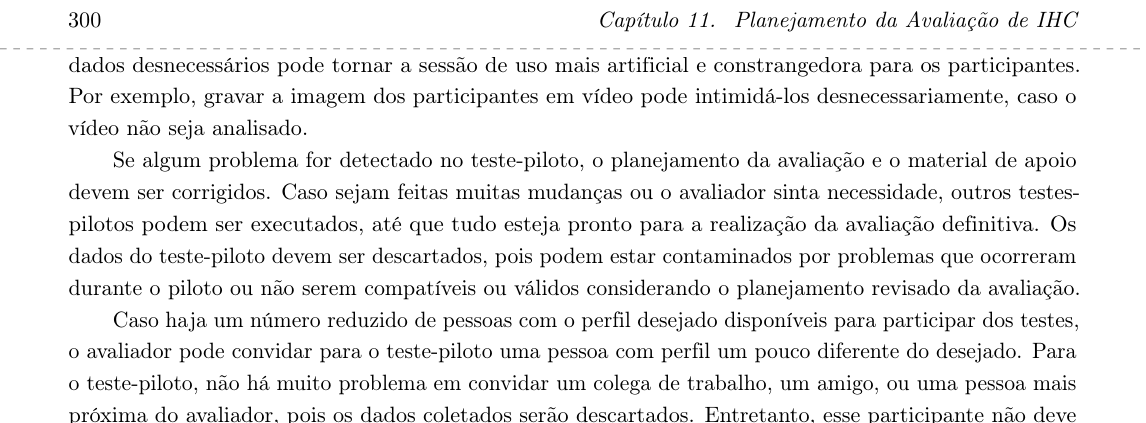 300 Capítulo 11. Planejamento da Avaliação de IHC
dados desnecessários pode tornar a sessão de uso mais artificial e constrangedora para os participantes.
Por exemplo, gravar a imagem dos participantes em vídeo pode intimidá-los desnecessariamente, caso o
vídeo não seja analisado.
Se algum problema for detectado no teste-piloto, o planejamento da avaliação e o material de apoio
devem ser corrigidos. Caso sejam feitas muitas mudanças ou o avaliador sinta necessidade, outros testes-
pilotos podem ser executados, até que tudo esteja pronto para a realização da avaliação definitiva. Os
dados do teste-piloto devem ser descartados, pois podem estar contaminados por problemas que ocorreram
durante o piloto ou não serem compatíveis ou válidos considerando o planejamento revisado da avaliação.
Caso haja um número reduzido de pessoas com o perfil desejado disponíveis para participar dos testes,
o avaliador pode convidar para o teste-piloto uma pessoa com perfil um pouco diferente do desejado. Para
o teste-piloto, não há muito problema em convidar um colega de trabalho, um amigo, ou uma pessoa mais
próxima do avaliador, pois os dados coletados serão descartados. Entretanto, esse participante não deve